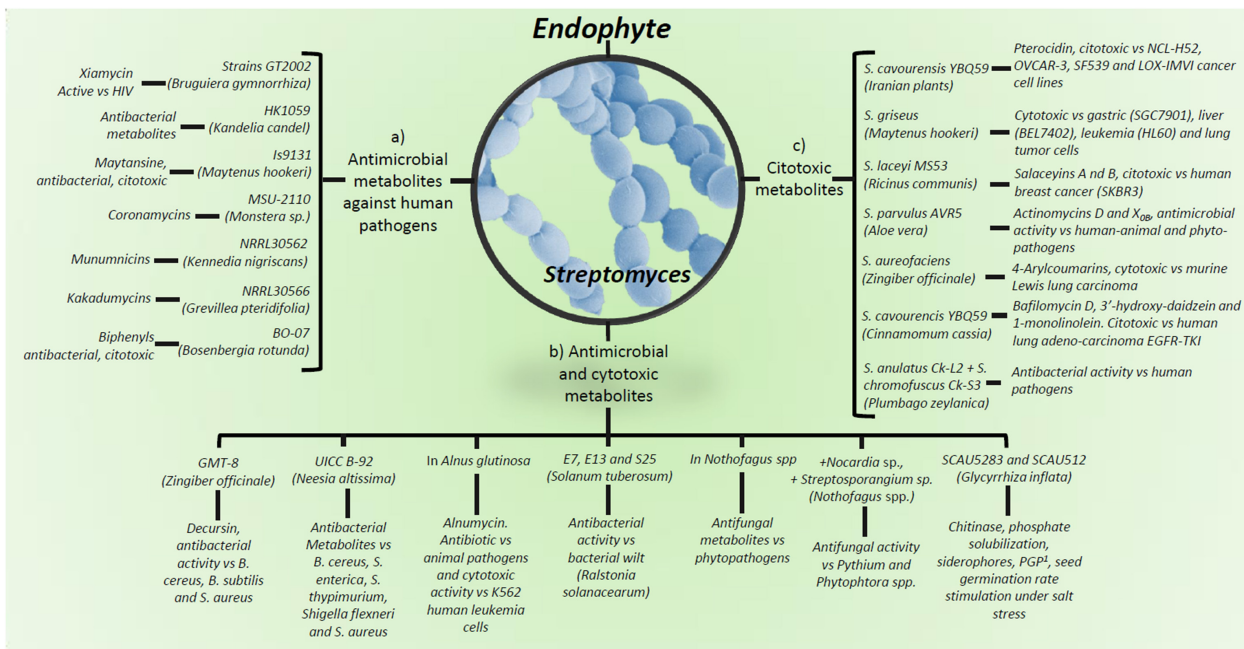 Endophyte
Streptomyces
a)
Antimicrobial
metabolites
against human
pathogens
Xiamycin
Active vs HIV
Strains GT2002
(Bruguiera gymnorrhiza)
Antibacterial
metabolites
HK1059
(Kandelia candel)
Maytansine,
antibacterial, citotoxic
Is9131
(Maytenus hookeri)
Coronamycins
MSU-2110
(Monstera sp.)
Munumnicins
NRRL30562
(Kennedia nigriscans)
Kakadumycins
NRRL30566
(Grevillea pteridifolia)
Biphenyls
antibacterial, citotoxic
BO-07
(Bosenbergia rotunda)
b) Antimicrobial
and cytotoxic
metabolites
GMT-8
(Zingiber officinale)
Decursin,
antibacterial
activity vs B.
cereus, B. subtilis
and S. aureus
UICC B-92
(Neesia altissima)
Antibacterial
Metabolites vs
B. cereus, S.
enterica, S.
thypimurium,
Shigella flexneri
and S. aureus
In Alnus glutinosa
Alnumycin.
Antibiotic vs
animal pathogens
and cytotoxic
activity vs K562
human leukemia
cells
E7, E13 and S25
(Solanum tuberosum)
Antibacterial
activity vs
bacterial wilt
(Ralstonia
solanacearum)
In Nothofagus spp
Antifungal
metabolites vs
phytopathogens
+Nocardia sp.,
+ Streptosporangium sp.
(Nothofagus spp.)
Antifungal activity
vs Pythium and
Phytophtora spp.
SCAU5283 and SCAU512
(Glycyrrhiza inflata)
Chitinase, phosphate
solubilization,
siderophores, PGP¹, seed
germination rate
stimulation under salt
stress
c)
Citotoxic
metabolites
S. cavourensis YBQ59
(Iranian plants)
Pterocidin, citotoxic vs NCL-H52,
OVCAR-3, SF539 and LOX-IMVI cancer
cell lines
S. griseus
(Maytenus hookeri)
Cytotoxic vs gastric (SGC7901), liver
(BEL7402), leukemia (HL60) and lung
tumor cells
S. laceyi MS53
(Ricinus communis)
Salaceyins A nd B, citotoxic vs human
breast cancer (SKBR3)
S. parvulus AVR5
(Aloe vera)
Actinomycins D and X₀ᵦ, antimicrobial
activity vs human-animal and phyto-
pathogens
S. aureofaciens
(Zingiber officinale)
4-Arylcoumarins, cytotoxic vs murine
Lewis lung carcinoma
S. cavourencis YBQ59
(Cinnamomum cassia)
Bafilomycin D, 3’-hydroxy-daidzein and
1-monolinolein. Citotoxic vs human
lung adeno-carcinoma EGFR-TKI
S. anulatus Ck-L2 + S.
chromofuscus Ck-S3
(Plumbago zeylanica)
Antibacterial activity vs human
pathogens